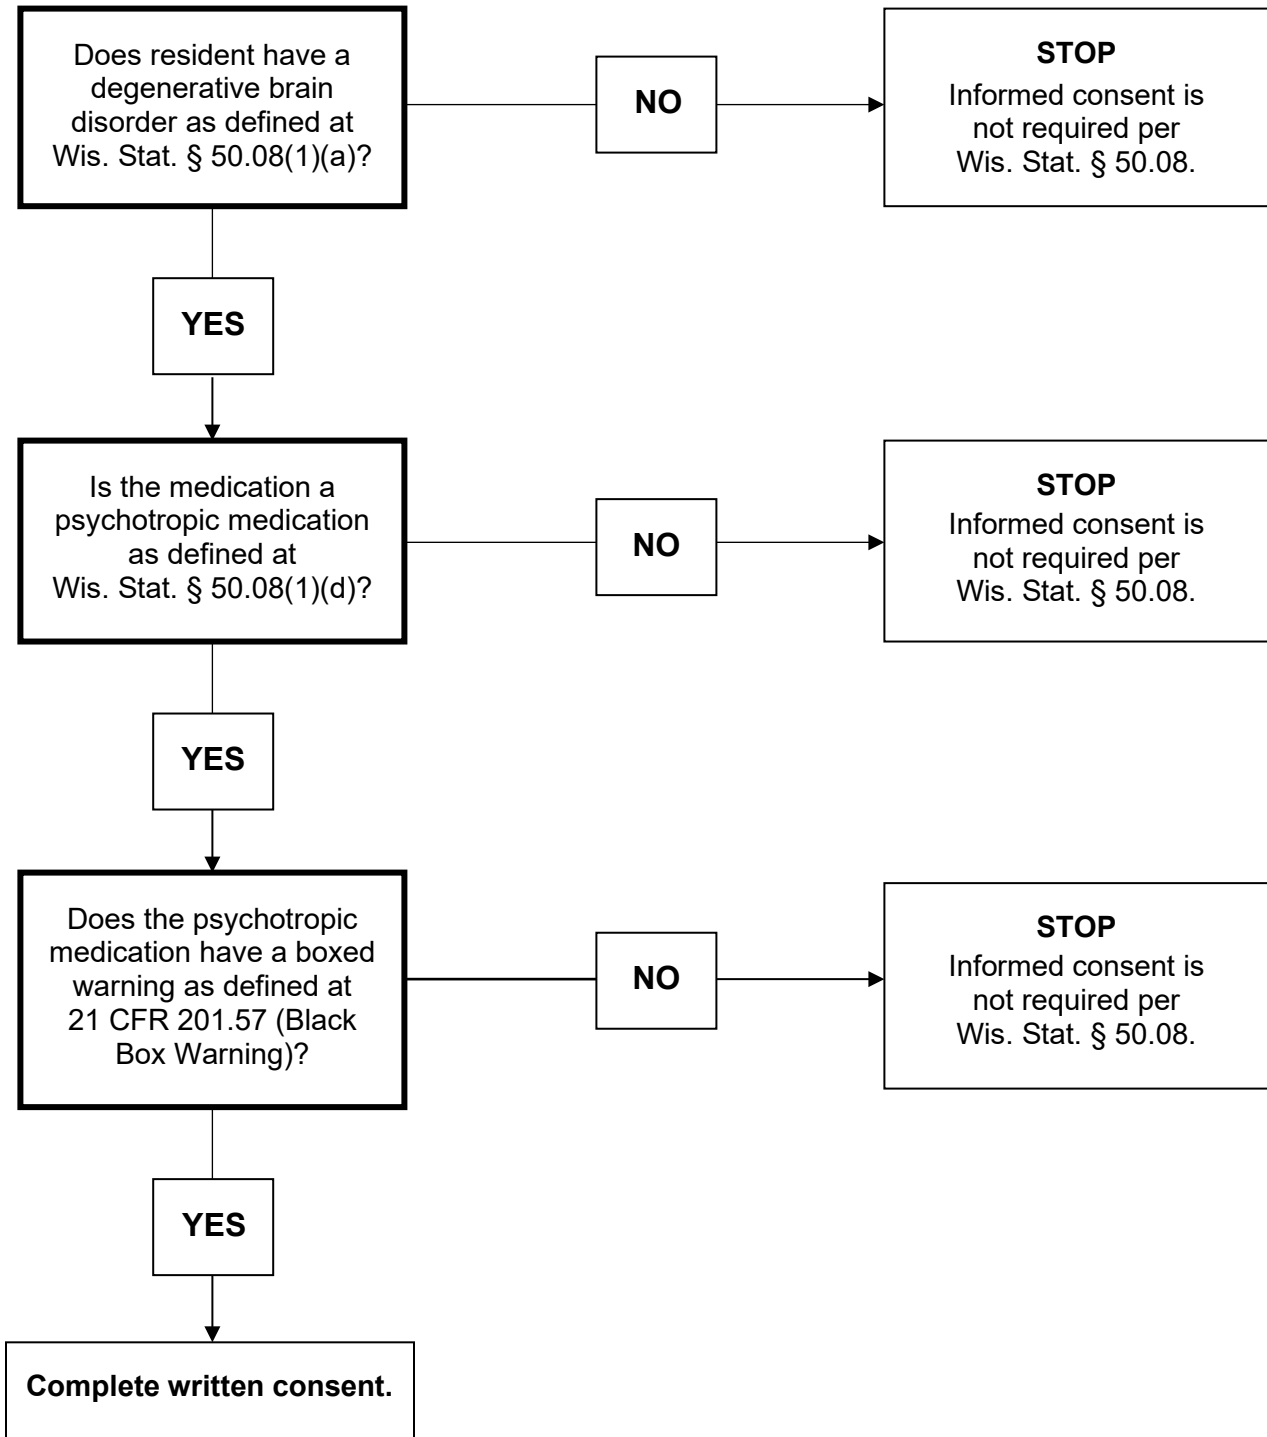 Does resident have a
degenerative brain
disorder as defined at
Wis. Stat. § 50.08(1)(a)?
NO
STOP
Informed consent is
not required per
Wis. Stat. § 50.08.
YES
Is the medication a
psychotropic medication
as defined at
Wis. Stat. § 50.08(1)(d)?
NO
STOP
Informed consent is
not required per
Wis. Stat. § 50.08.
YES
Does the psychotropic
medication have a boxed
warning as defined at
21 CFR 201.57 (Black
Box Warning)?
NO
STOP
Informed consent is
not required per
Wis. Stat. § 50.08.
YES
Complete written consent.